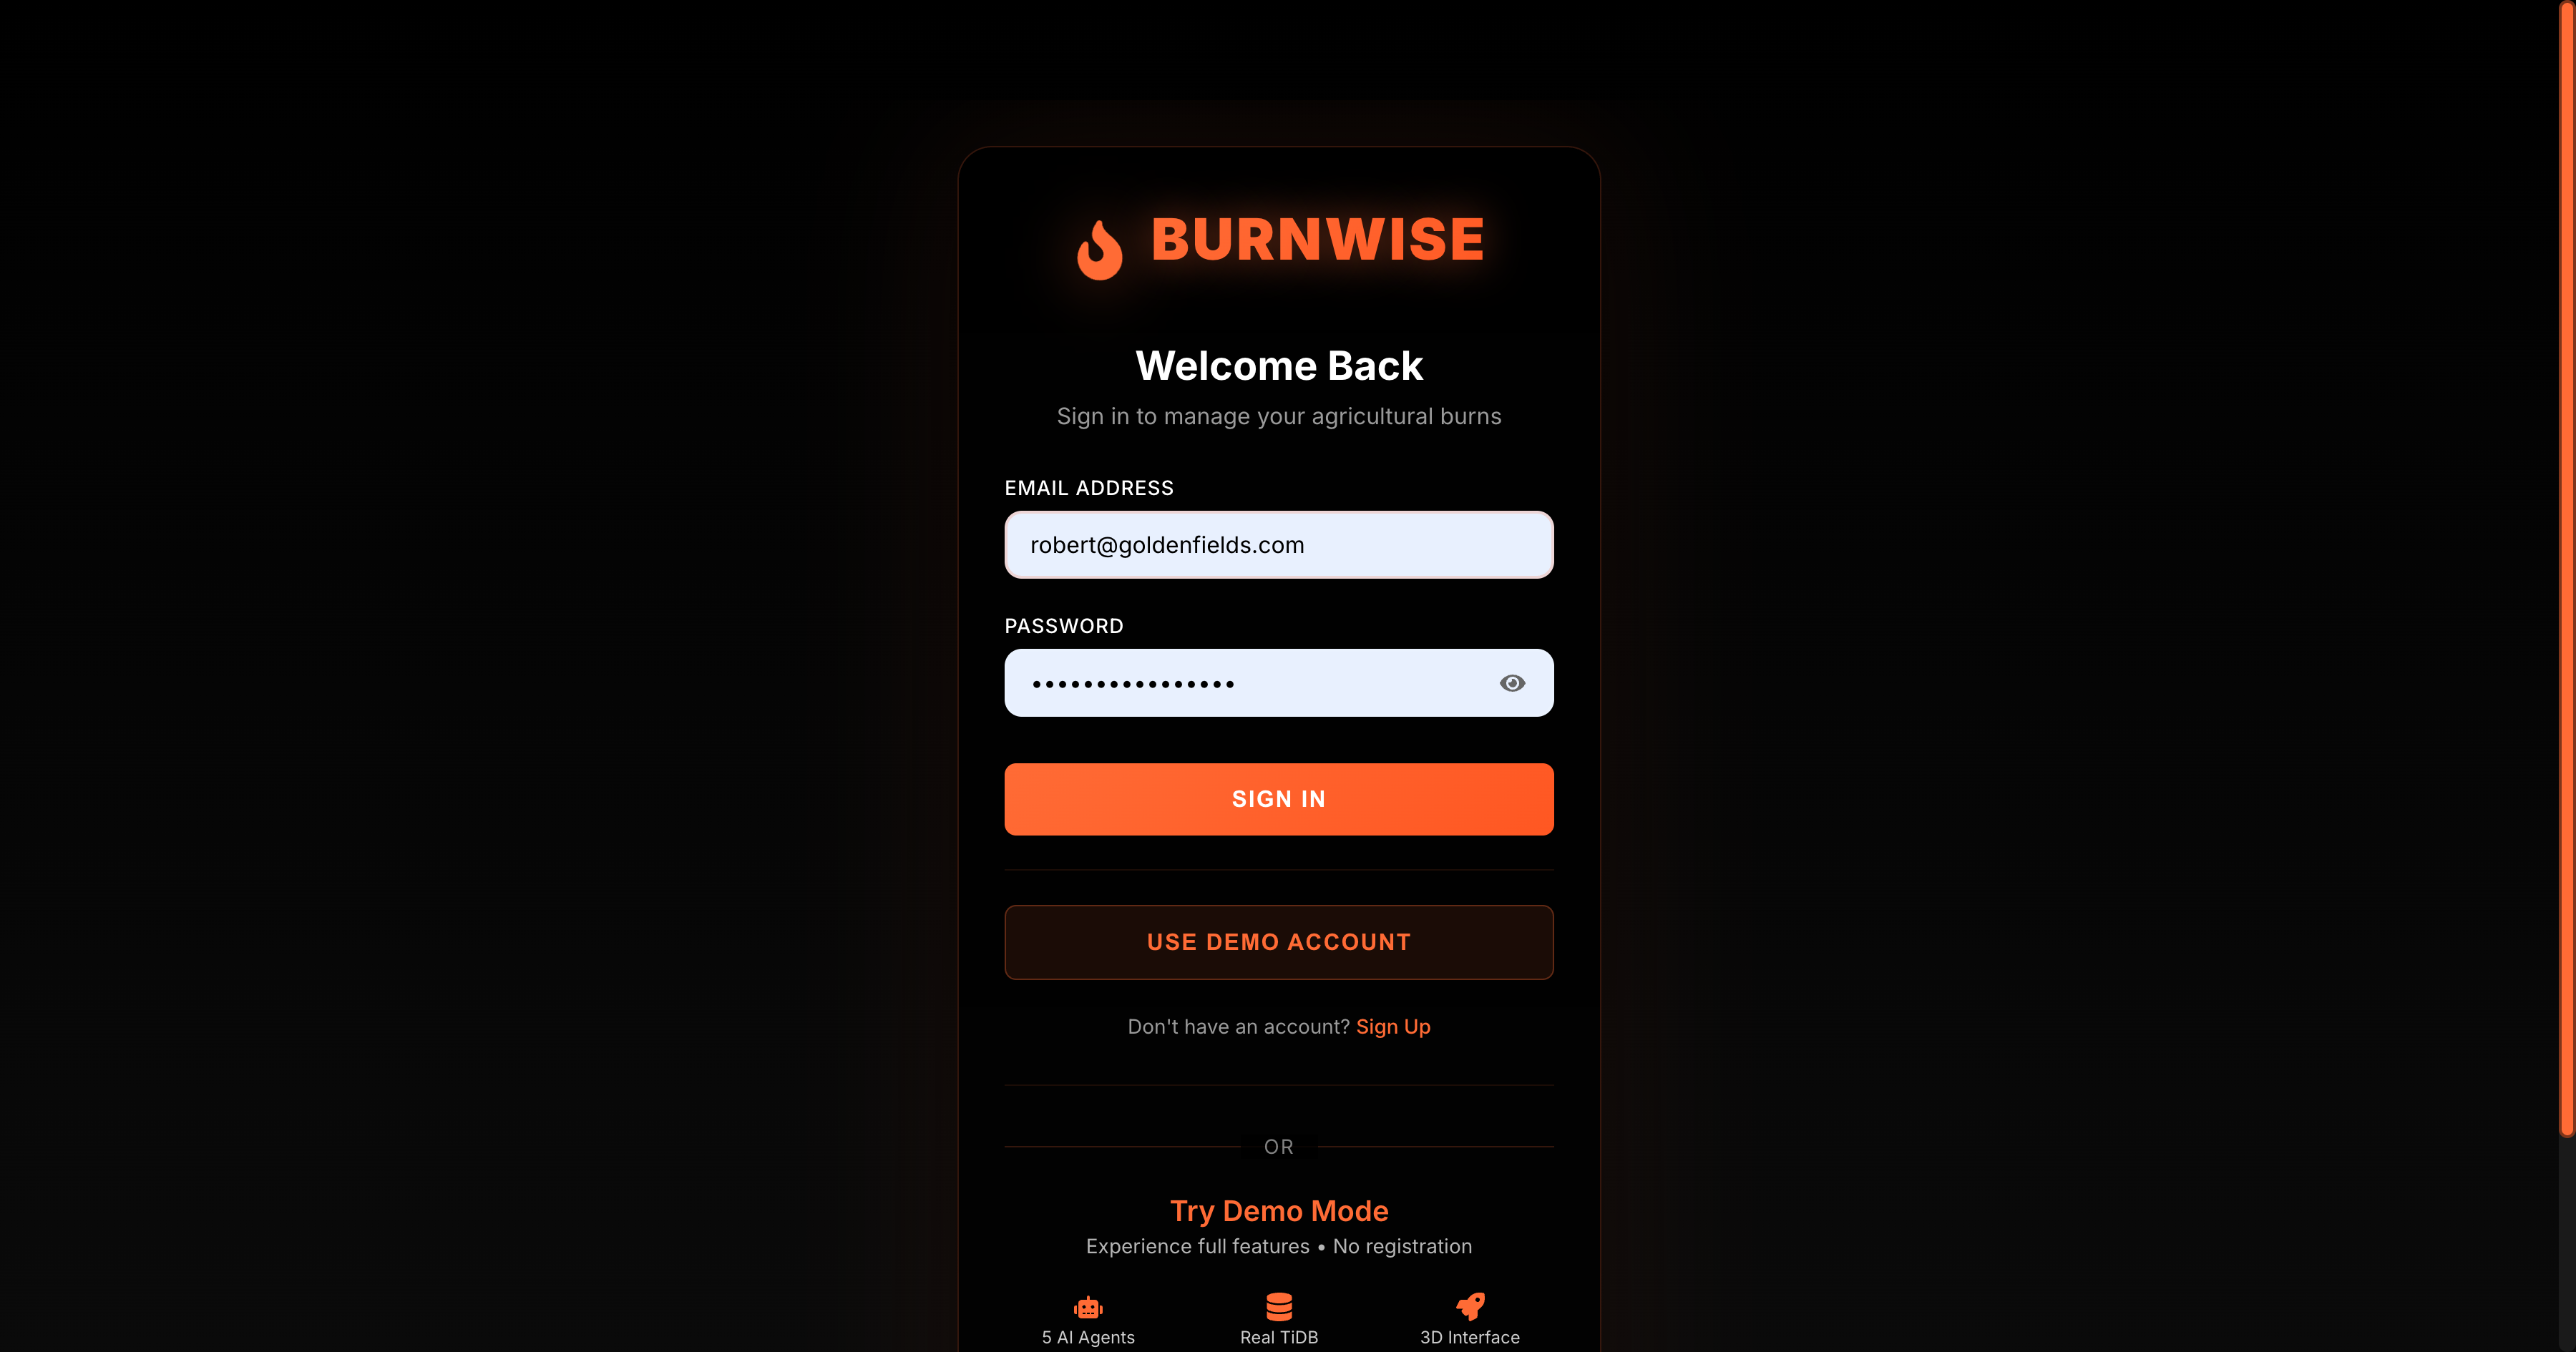 BURNWISE
Welcome Back
Sign in to manage your agricultural burns
EMAIL ADDRESS
robert@goldenfields.com
PASSWORD
••••••••••••••••
SIGN IN
USE DEMO ACCOUNT
Don't have an account? Sign Up
OR
Try Demo Mode
Experience full features • No registration
5 AI Agents
Real TiDB
3D Interface